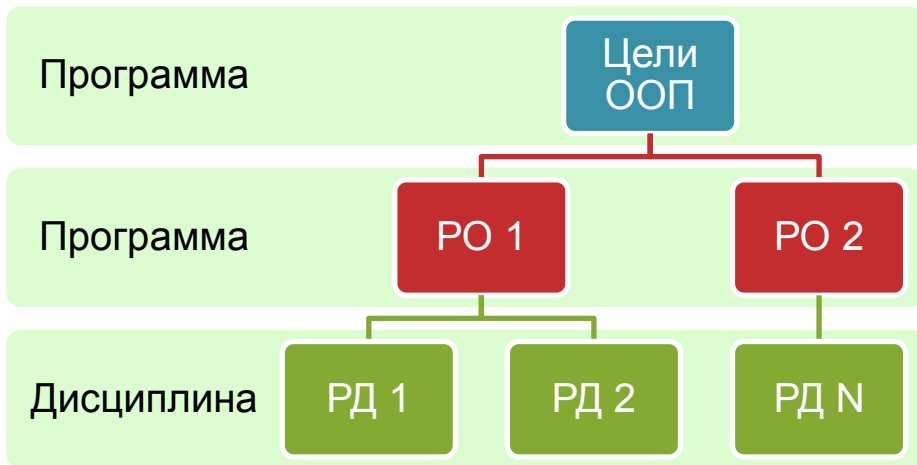 Программа
Цели
ООП
Программа
РО 1
РО 2
Дисциплина
РД 1
РД 2
РД N